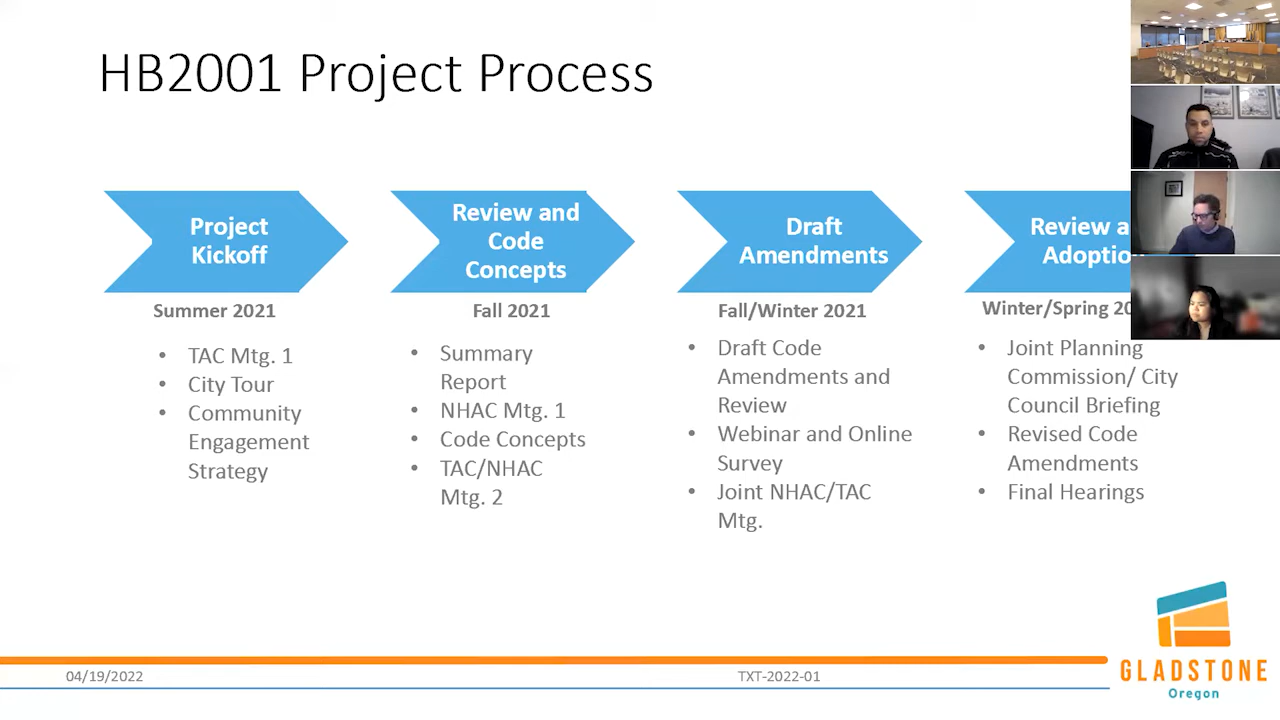 HB2001 Project Process
Project
Kickoff
Summer 2021
• TAC Mtg. 1
• City Tour
• Community
Engagement
Strategy
Review and
Code
Concepts
Fall 2021
• Summary
Report
• NHAC Mtg. 1
• Code Concepts
• TAC/NHAC
Mtg. 2
Draft
Amendments
Fall/Winter 2021
• Draft Code
Amendments and
Review
• Webinar and Online
Survey
• Joint NHAC/TAC
Mtg.
Review
Winter/Spring
• Joint Planning
Commission/ City
Council Briefing
• Revised Code
Amendments
• Final Hearings
04/19/2022
TXT-2022-01
GLADSTONE
Oregon